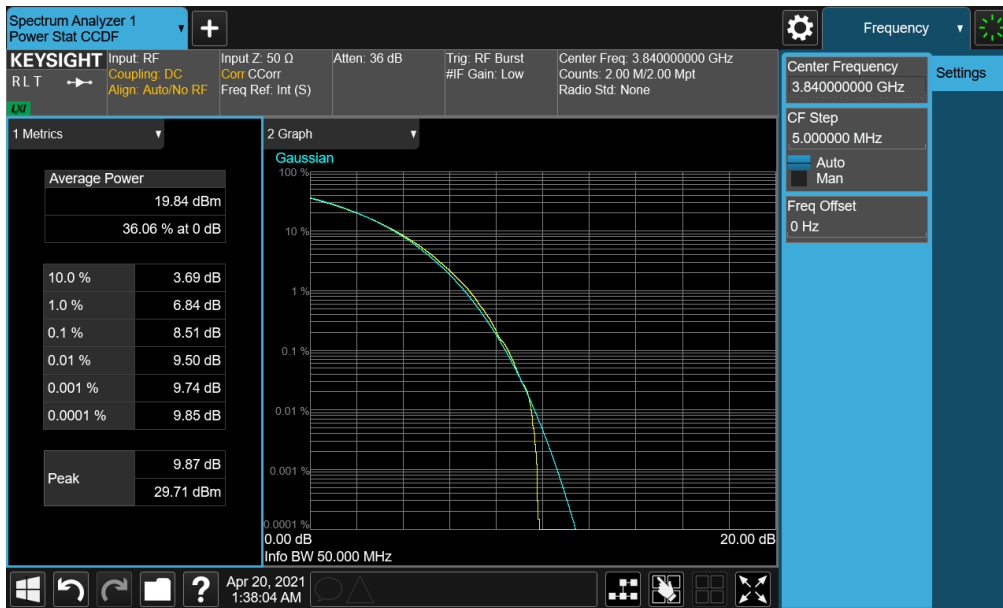 Spectrum Analyzer 1
Power Stat CCDF
+
Frequency
KEYSIGHT
RLT
LXI
Input: RF
Coupling: DC
Align: Auto/No RF
Input Z: 50 Ω
Corr CCorr
Freq Ref: Int (S)
Atten: 36 dB
Trig: RF Burst
#IF Gain: Low
Center Freq: 3.840000000 GHz
Counts: 2.00 M/2.00 Mpt
Radio Std: None
Center Frequency
3.840000000 GHz
Settings
CF Step
5.000000 MHz
Auto
Man
Freq Offset
0 Hz
1 Metrics
Average Power
19.84 dBm
36.06 % at 0 dB
10.0 % 3.69 dB
1.0 % 6.84 dB
0.1 % 8.51 dB
0.01 % 9.50 dB
0.001 % 9.74 dB
0.0001 % 9.85 dB
Peak
9.87 dB
29.71 dBm
2 Graph
Gaussian
100 %
10 %
1 %
0.1 %
0.01 %
0.001 %
0.0001 %
0.00 dB 20.00 dB
Info BW 50.000 MHz
?
Apr 20, 2021
1:38:04 AM